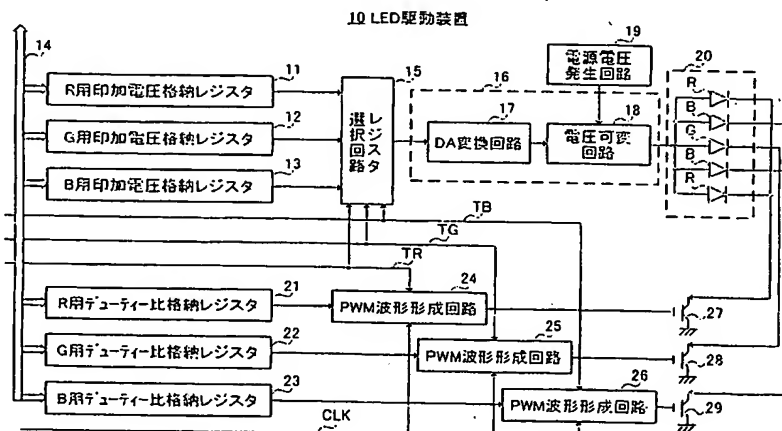 10 LED駆動装置
14
R用印加電圧格納レジスタ
11
G用印加電圧格納レジスタ
12
B用印加電圧格納レジスタ
13
レジスタ
選択回路
15
16
DA変換回路
17
電圧可変
回路
18
電源電圧
発生回路
19
20
R
B
G
B
R
TB
TG
TR
R用デューティー比格納レジスタ
21
PWM波形形成回路
24
27
G用デューティー比格納レジスタ
22
PWM波形形成回路
25
28
B用デューティー比格納レジスタ
23
PWM波形形成回路
26
29
CLK